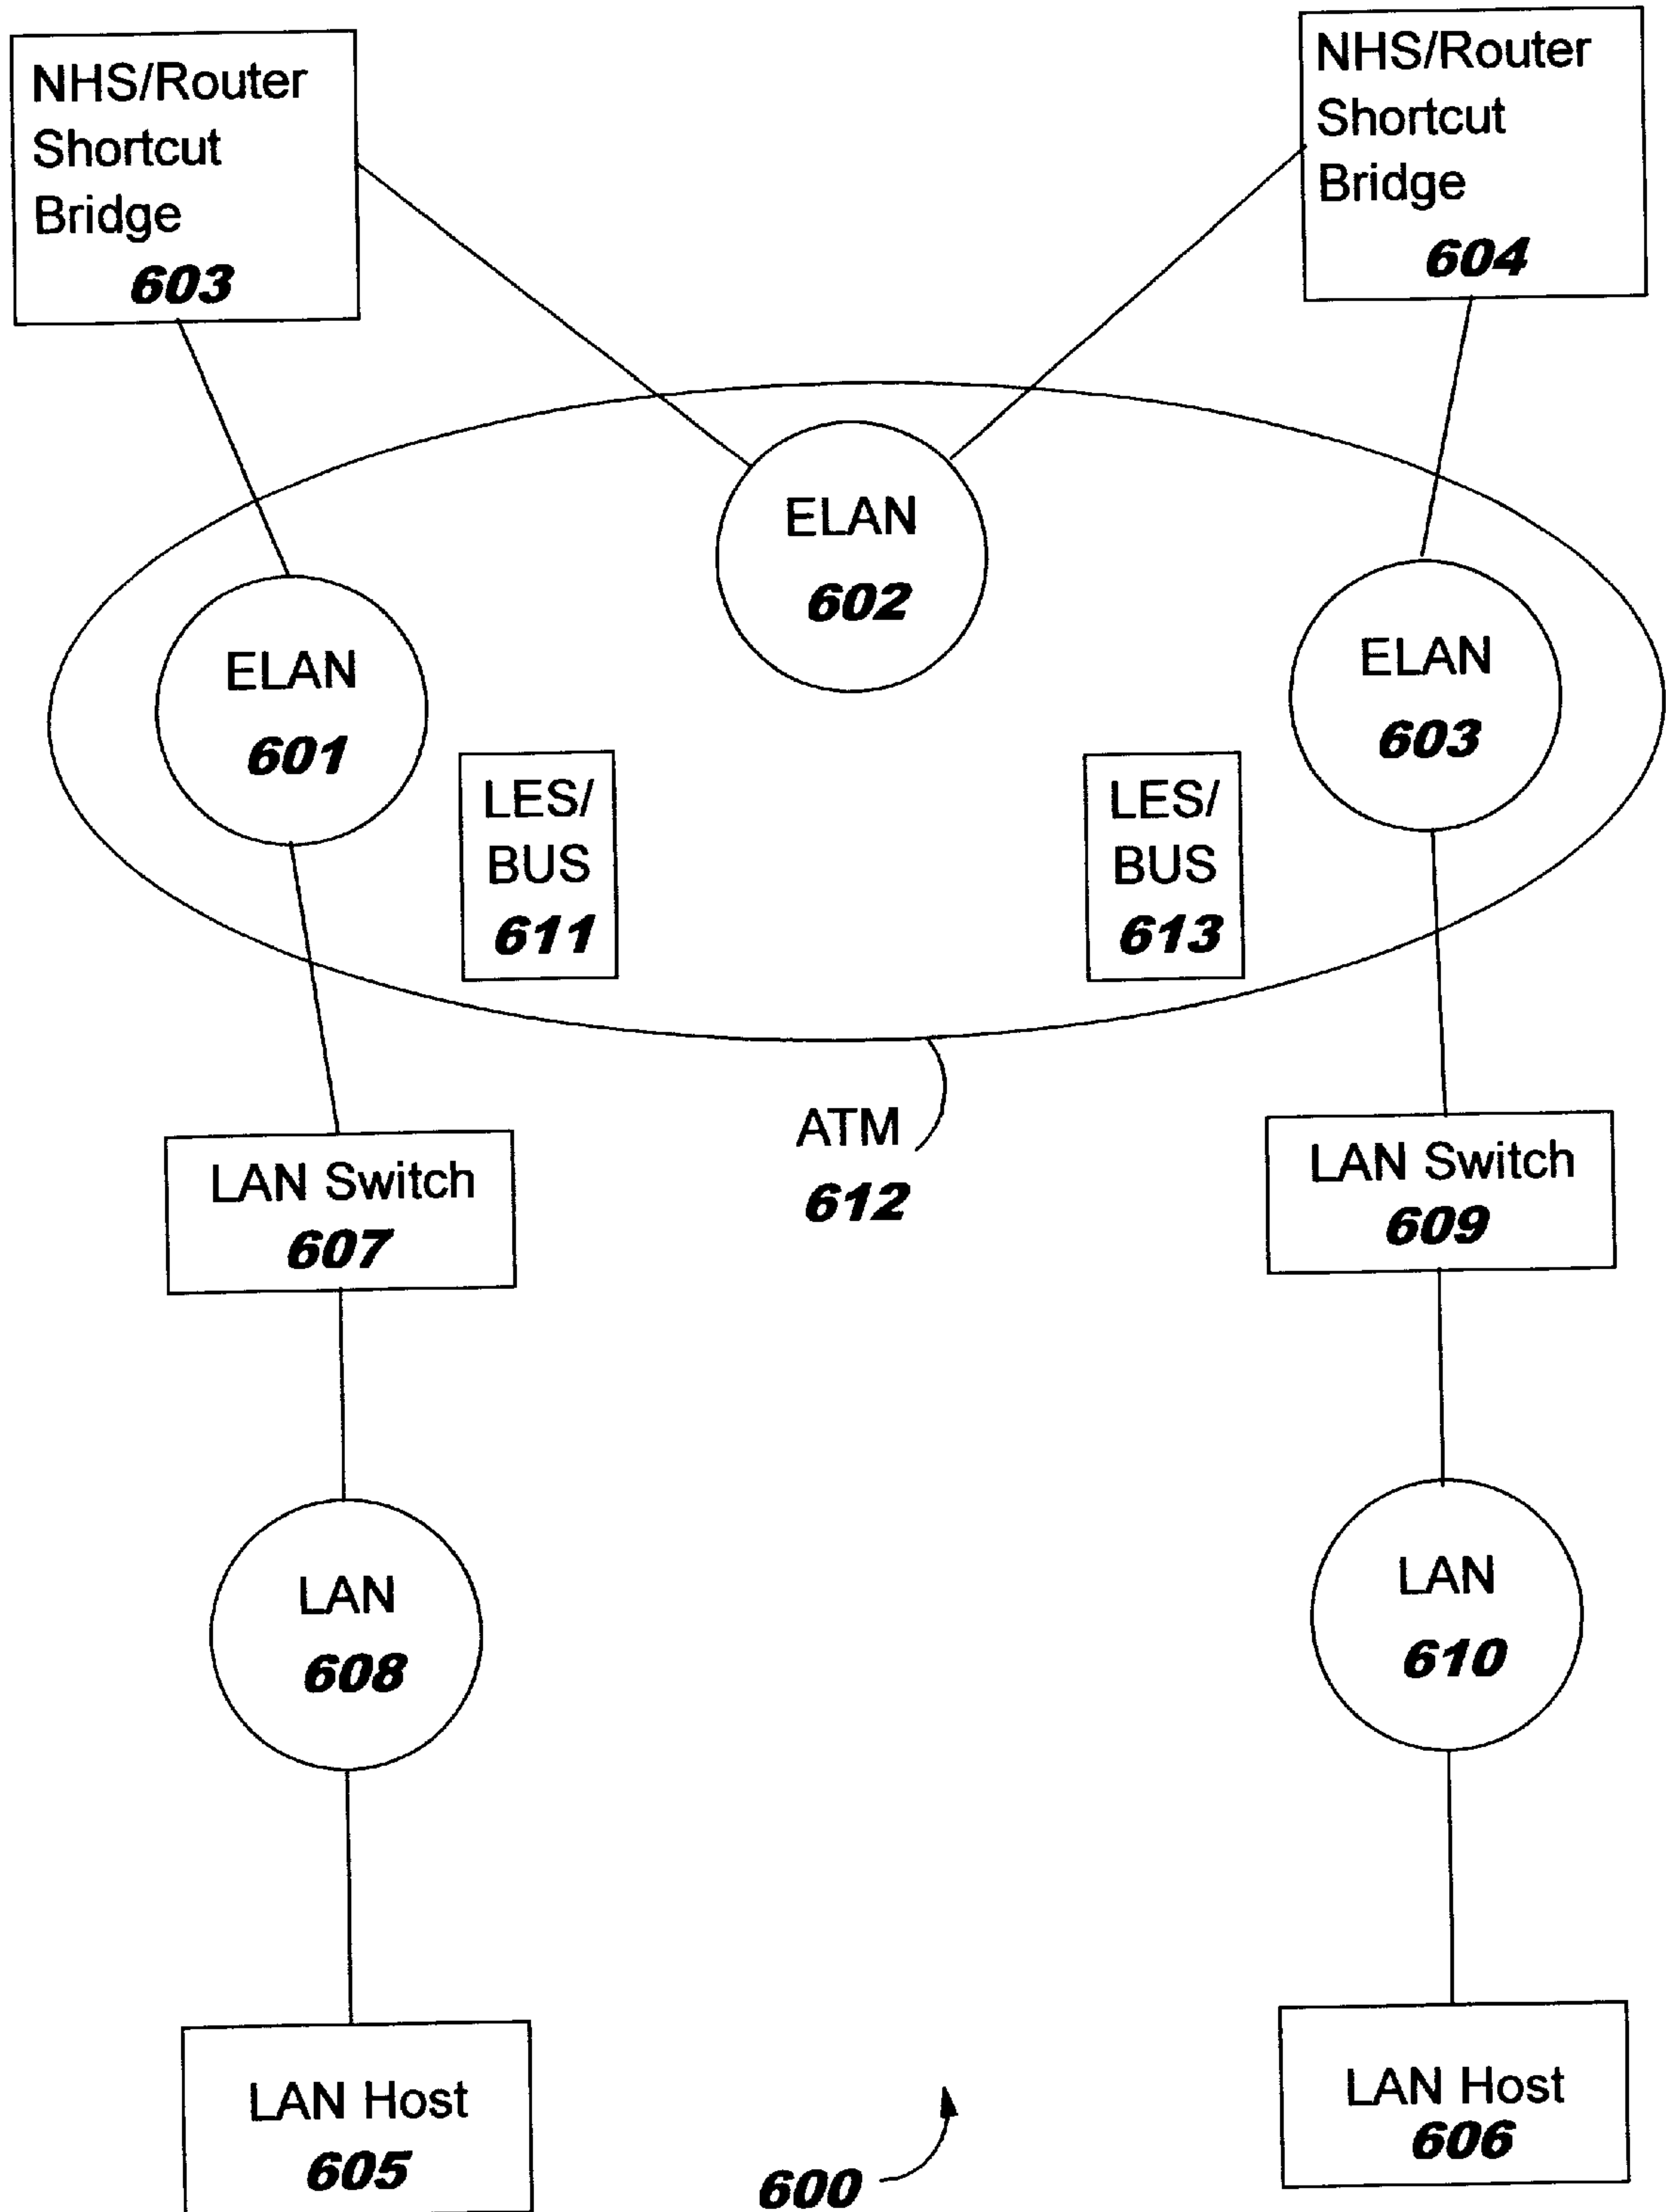 NHS/Router
Shortcut
Bridge
603
NHS/Router
Shortcut
Bridge
604
ELAN
602
ELAN
601
ELAN
603
LES/
BUS
611
LES/
BUS
613
ATM
612
LAN Switch
607
LAN Switch
609
LAN
608
LAN
610
LAN Host
605
LAN Host
606
600